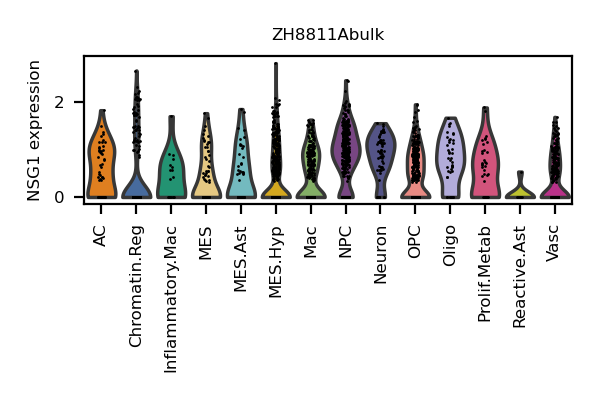 ZH8811Abulk
NSG1 expression
2
0
AC
Chromatin.Reg
Inflammatory.Mac
MES
MES.Ast
MES.Hyp
Mac
NPC
Neuron
OPC
Oligo
Prolif.Metab
Reactive.Ast
Vasc